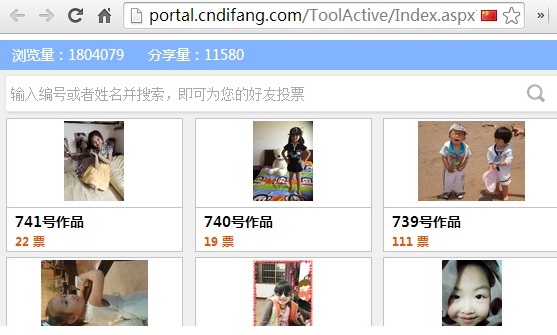 portal.cndifang.com/ToolActive/Index.aspx
浏览量：1804079 分享量：11580
输入编号或者姓名并搜索，即可为您的好友投票
741号作品 740号作品 739号作品
22 票 19 票 111 票